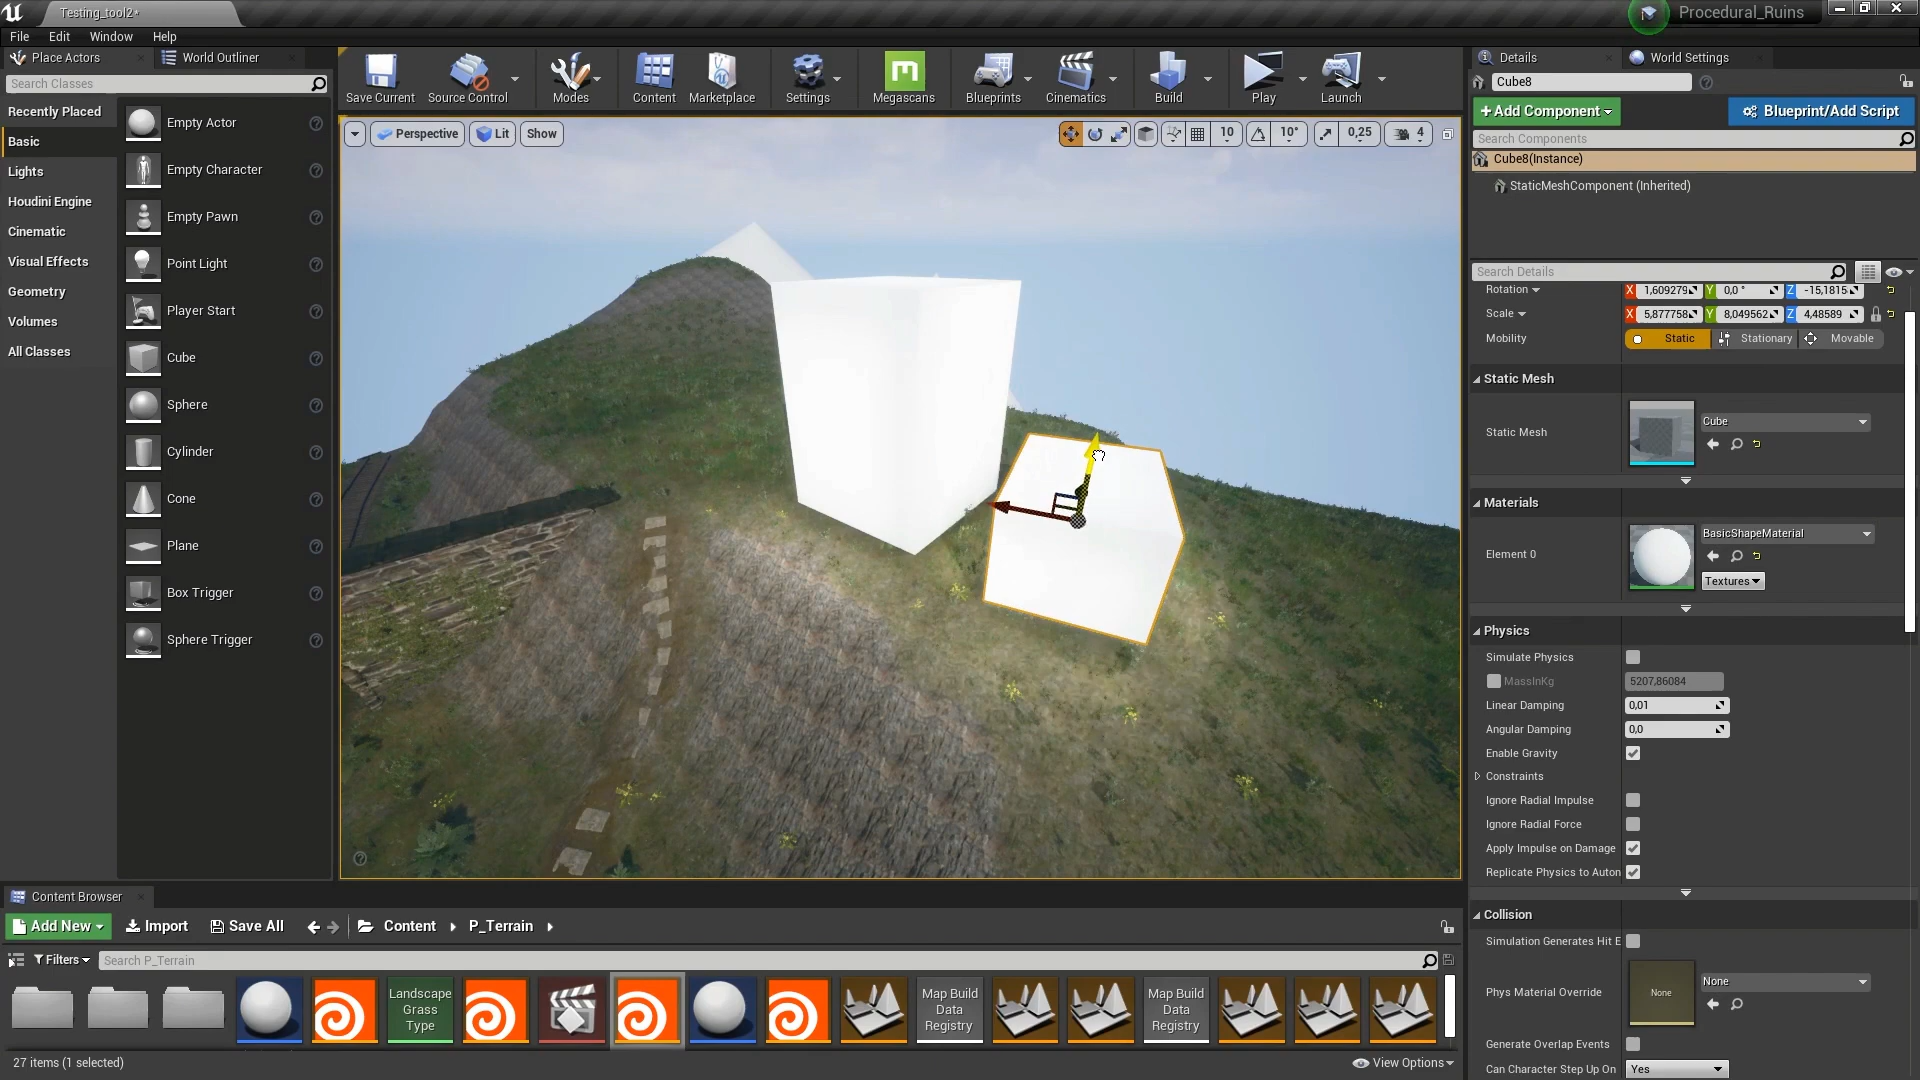 Testing_tool2*
Procedural_Ruins
File Edit Window Help
Place Actors
World Outliner
Search Classes
Recently Placed
Basic
Lights
Houdini Engine
Cinematic
Visual Effects
Geometry
Volumes
All Classes
Empty Actor
Empty Character
Empty Pawn
Point Light
Player Start
Cube
Sphere
Cylinder
Cone
Plane
Box Trigger
Sphere Trigger
Save Current
Source Control
Modes
Content
Marketplace
Settings
Megascans
Blueprints
Cinematics
Build
Play
Launch
Perspective
Lit
Show
10
10°
0,25
4
Details
World Settings
Cube8
+Add Component
Blueprint/Add Script
Search Components
Cube8(Instance)
StaticMeshComponent (Inherited)
Search Details
Rotation X 1,609279 Y 0,0 ° Z -15,1815
Scale X 5,877758 Y 8,049562 Z 4,48589
Mobility Static Stationary Movable
Static Mesh
Static Mesh
Cube
Materials
Element 0
BasicShapeMaterial
Textures
Physics
Simulate Physics
MassInKg 5207,86084
Linear Damping 0,01
Angular Damping 0,0
Enable Gravity
Constraints
Ignore Radial Impulse
Ignore Radial Force
Apply Impulse on Damage
Replicate Physics to Auton
Collision
Simulation Generates Hit E
Phys Material Override
None
None
Generate Overlap Events
Can Character Step Up On Yes
Content Browser
Add New Import Save All Content P_Terrain
Filters
Search P_Terrain
Landscape
Grass
Type
Map Build
Data
Registry
Map Build
Data
Registry
27 items (1 selected)
View Options